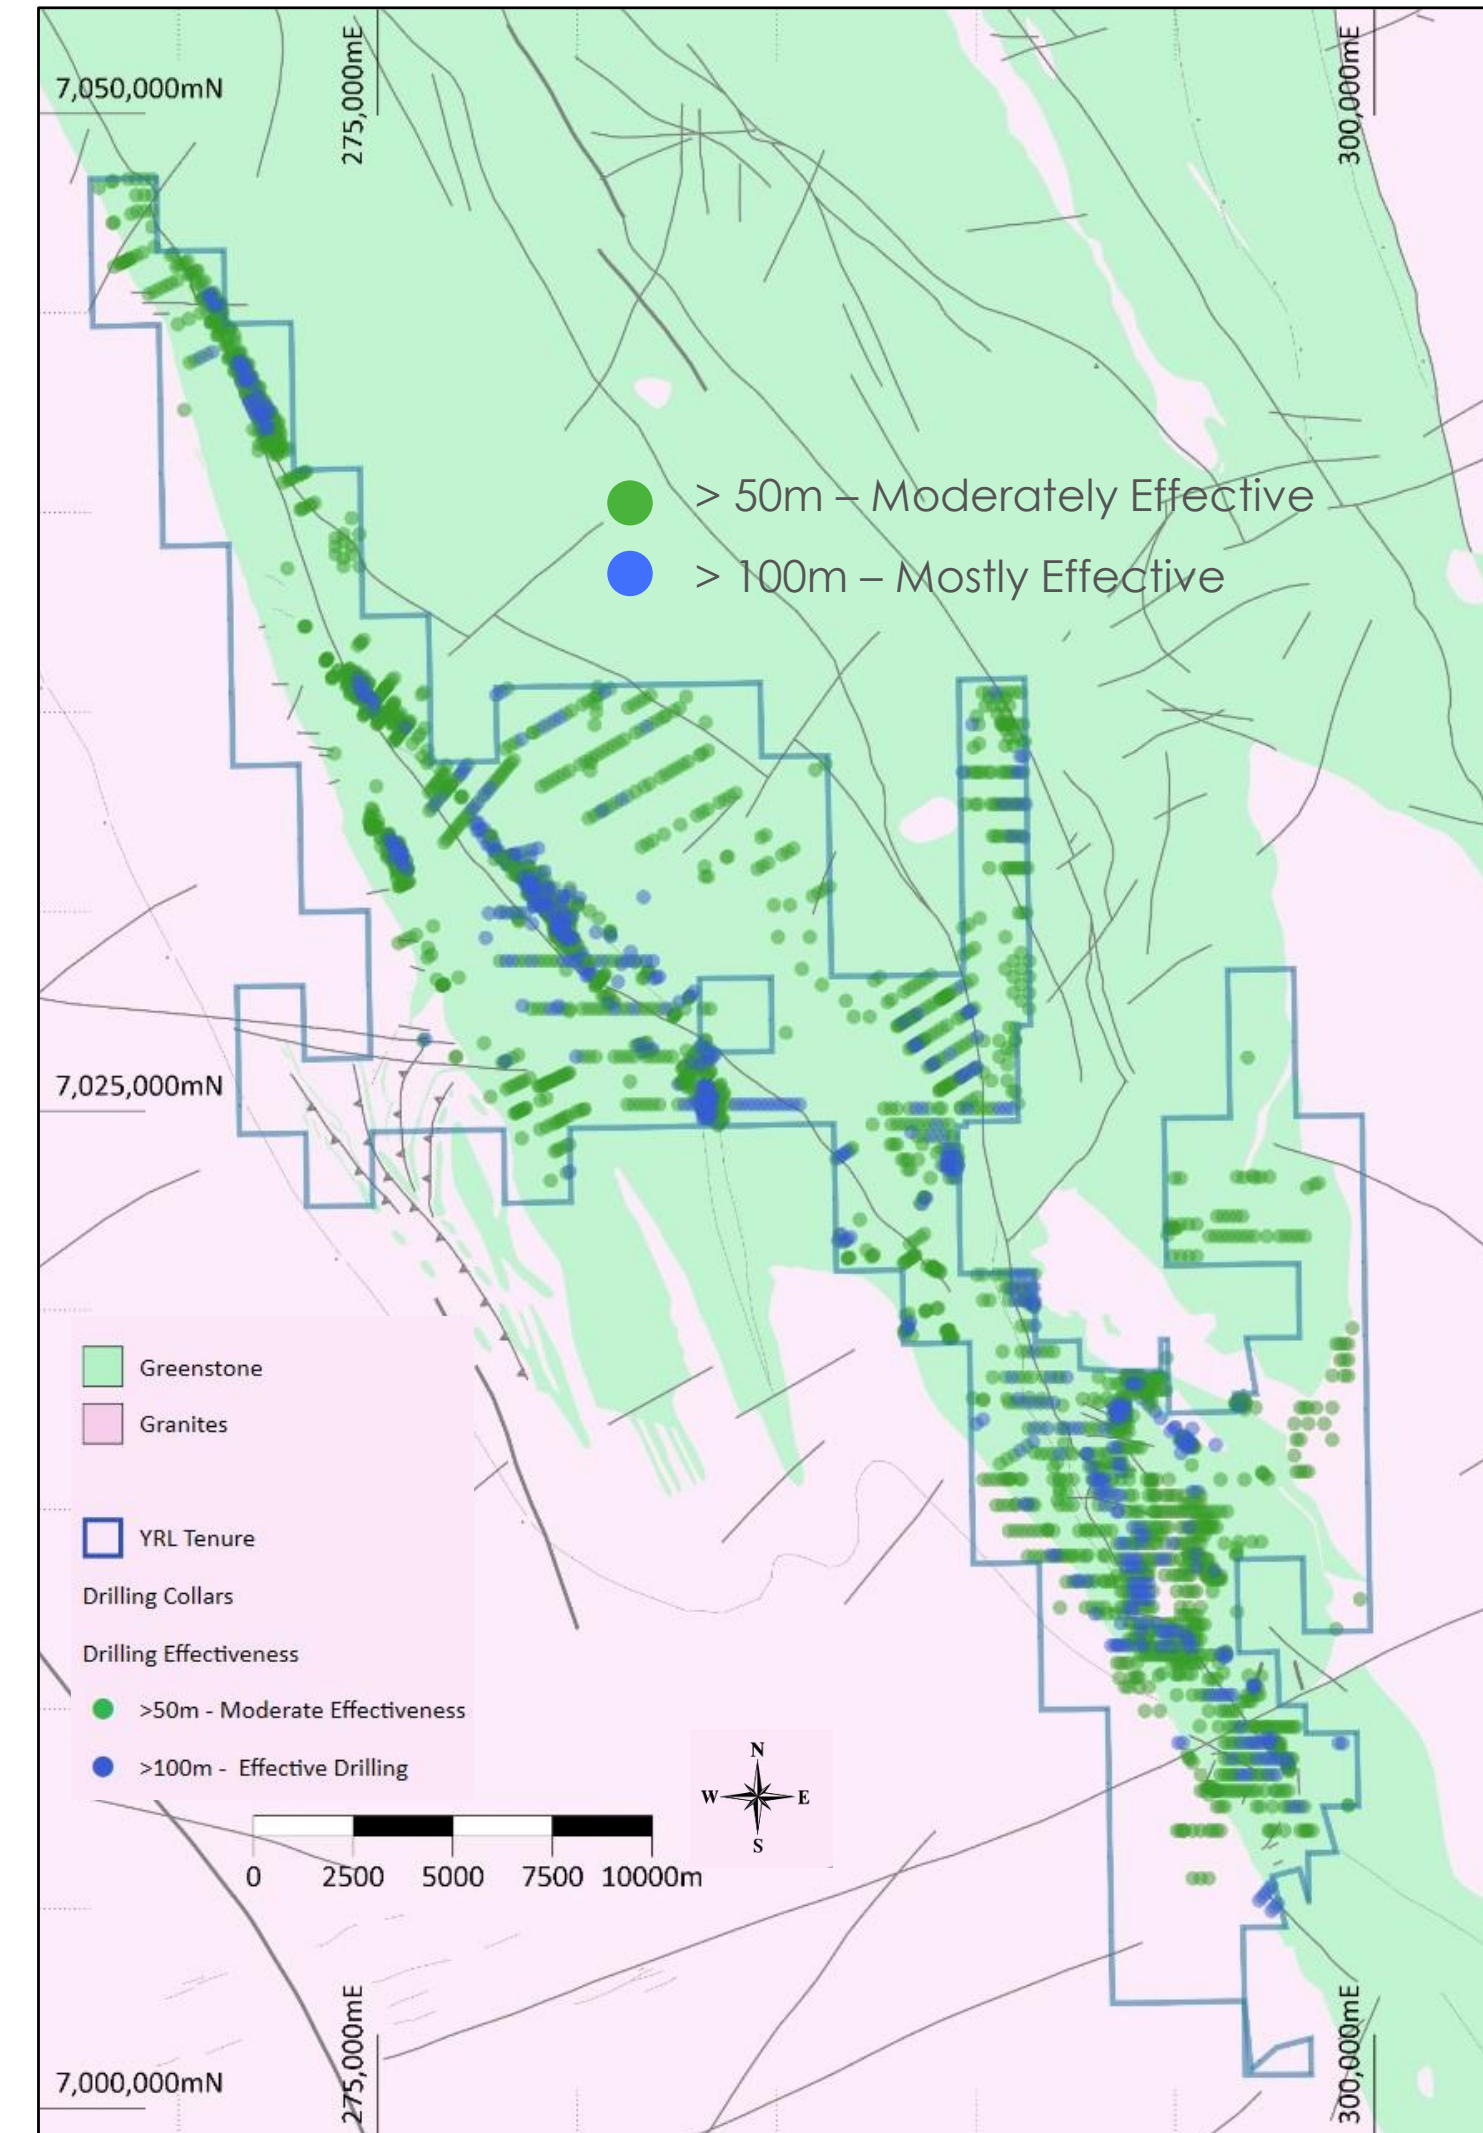 7,050,000mN
275,000mE
300,000mE
> 50m – Moderately Effective
> 100m – Mostly Effective
7,025,000mN
Greenstone
Granites
YRL Tenure
Drilling Collars
Drilling Effectiveness
>50m - Moderate Effectiveness
>100m - Effective Drilling
N
W E
S
0 2500 5000 7500 10000m
7,000,000mN
275,000mE
300,000mE